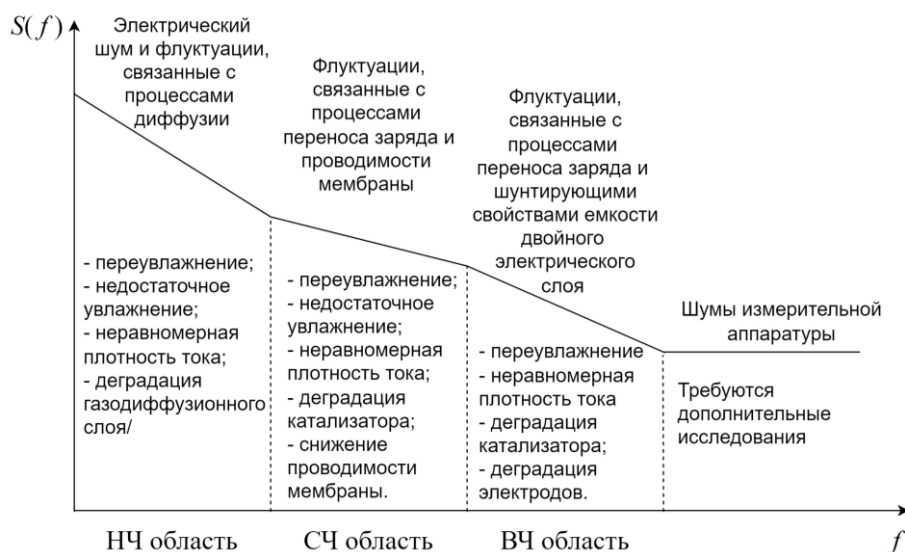 S(f)
Электрический
шум и флуктуации,
связанные с
процессами
диффузии
Флуктуации,
связанные с
процессами
переноса заряда и
проводимости
мембраны
Флуктуации,
связанные с
процессами
переноса заряда и
шунтирующими
свойствами емкости
двойного
электрического
слоя
Шумы измерительной
аппаратуры
- переувлажнение;
- недостаточное
увлажнение;
- неравномерная
плотность тока;
- деградация
газодиффузионного
слоя/
- переувлажнение;
- недостаточное
увлажнение;
- неравномерная
плотность тока;
- деградация
катализатора;
- снижение
проводимости
мембраны.
- переувлажнение
- неравномерная
плотность тока
- деградация
катализатора;
- деградация
электродов.
Требуются
дополнительные
исследования
НЧ область
СЧ область
ВЧ область
f